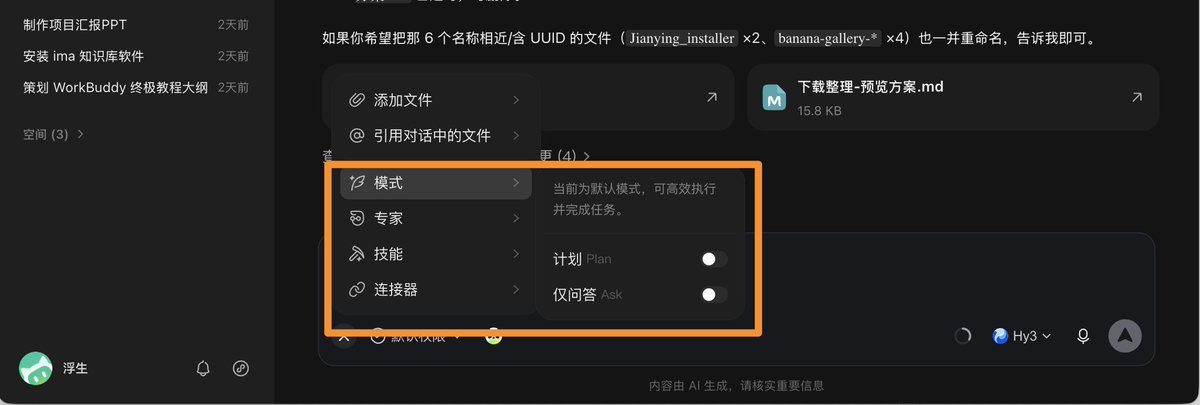 制作项目汇报PPT 2天前
安装 ima 知识库软件 2天前
策划 WorkBuddy 终极教程大纲 2天前
空间 (3)
浮生
如果你希望把那 6 个名称相近/含 UUID 的文件（Jianying_installer ×2、banana-gallery-* ×4）也一并重命名，告诉我即可。
下载整理-预览方案.md
15.8 KB
更 (4)
添加文件
引用对话中的文件
模式
专家
技能
连接器
当前为默认模式，可高效执行
并完成任务。
计划 Plan
仅问答 Ask
默认权限
Hy3
内容由 AI 生成，请核实重要信息